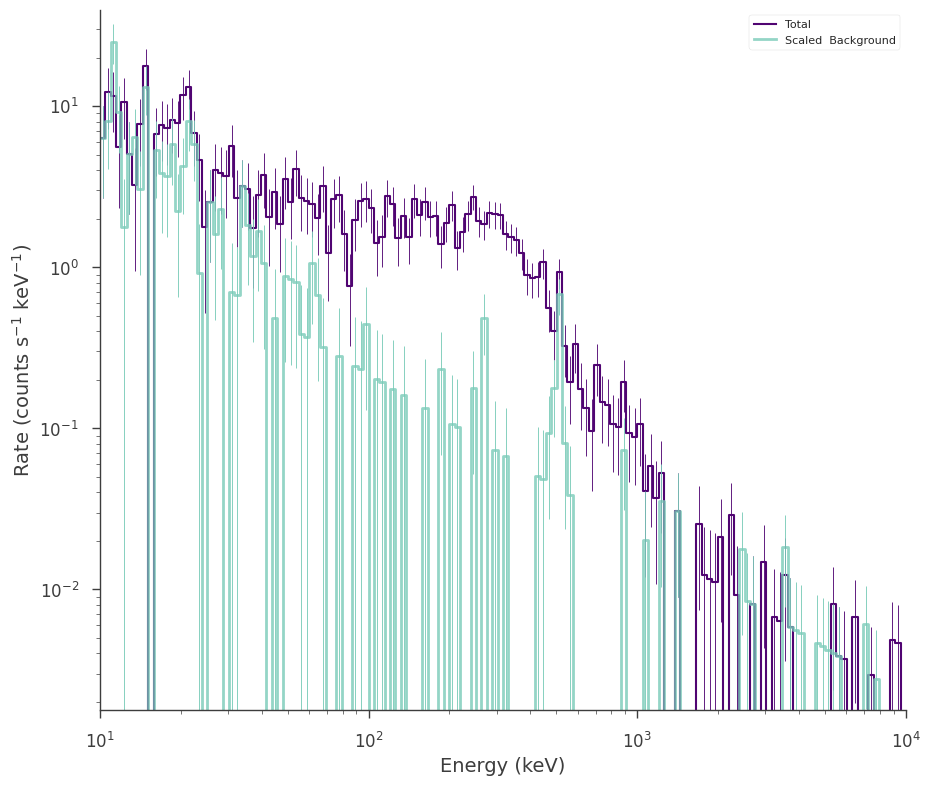 Total
Scaled  Background
Rate (counts s⁻¹ keV⁻¹)
10¹
10⁰
10⁻¹
10⁻²
10¹ 10² 10³ 10⁴
Energy (keV)